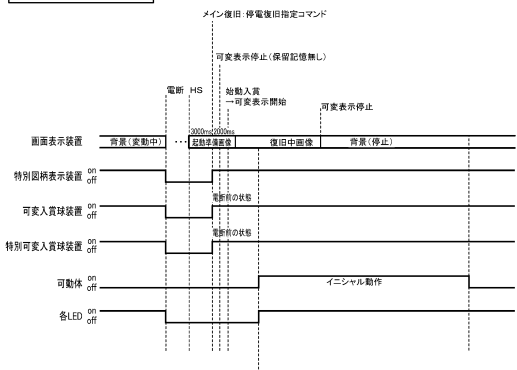 メイン復旧：停電復旧指定コマンド
可変表示停止（保留記憶無し）
電断 HS 始動入賞
→可変表示開始
可変表示停止
3000ms 2000ms
画面表示装置 背景（変動中） ･･･ 起動準備画像 復旧中画像 背景（停止）
特別図柄表示装置 on
off
電断前の状態
可変入賞球装置 on
off
電断前の状態
特別可変入賞球装置 on
off
可動体 on
off
イニシャル動作
各LED on
off